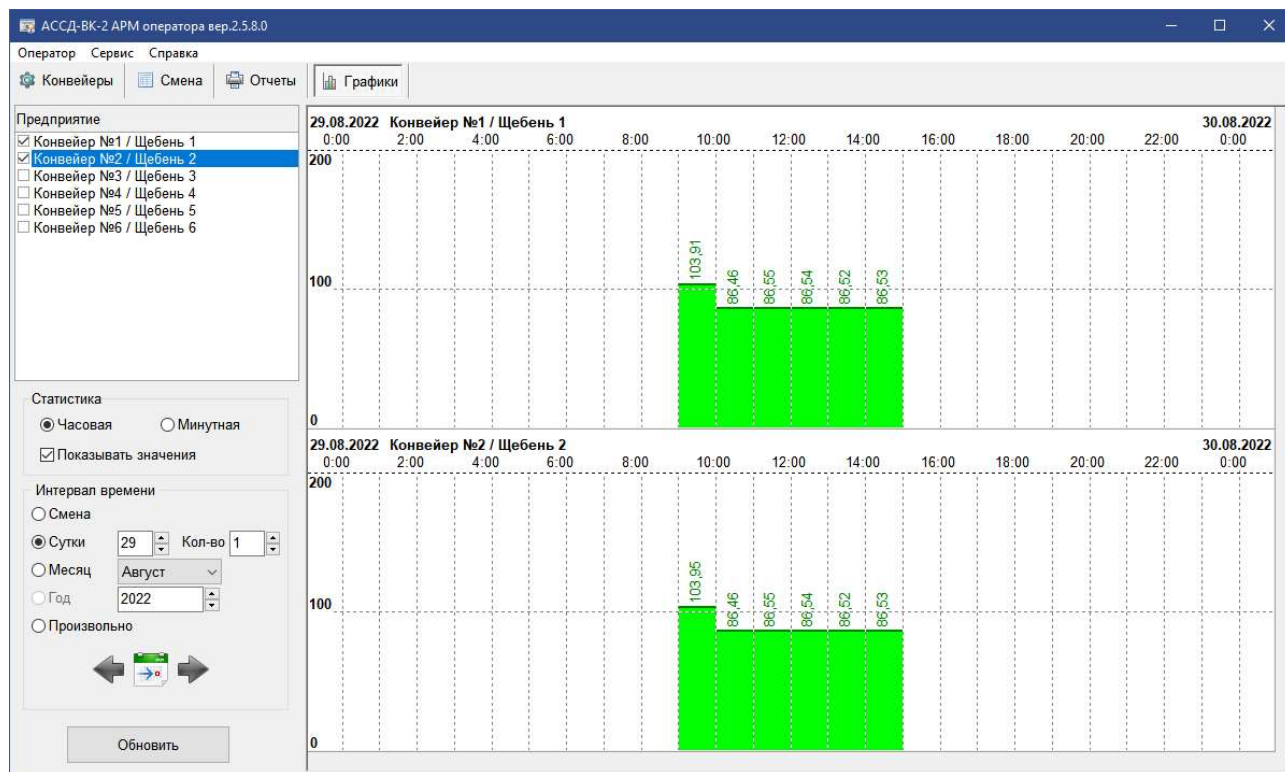 АССД-ВК-2 АРМ оператора вер.2.5.8.0
Оператор Сервис Справка
Конвейеры Смена Отчеты Графики
Предприятие
Конвейер №1 / Щебень 1
Конвейер №2 / Щебень 2
Конвейер №3 / Щебень 3
Конвейер №4 / Щебень 4
Конвейер №5 / Щебень 5
Конвейер №6 / Щебень 6
Статистика
Часовая Минутная
Показывать значения
Интервал времени
Смена
Сутки 29 Кол-во 1
Месяц Август
Год 2022
Произвольно
Обновить
29.08.2022 Конвейер №1 / Щебень 1 30.08.2022
0:00 2:00 4:00 6:00 8:00 10:00 12:00 14:00 16:00 18:00 20:00 22:00 0:00
200
103,91 86,46 86,55 86,54 86,52 86,53
100
0
29.08.2022 Конвейер №2 / Щебень 2 30.08.2022
0:00 2:00 4:00 6:00 8:00 10:00 12:00 14:00 16:00 18:00 20:00 22:00 0:00
200
103,95 86,46 86,55 86,54 86,52 86,53
100
0